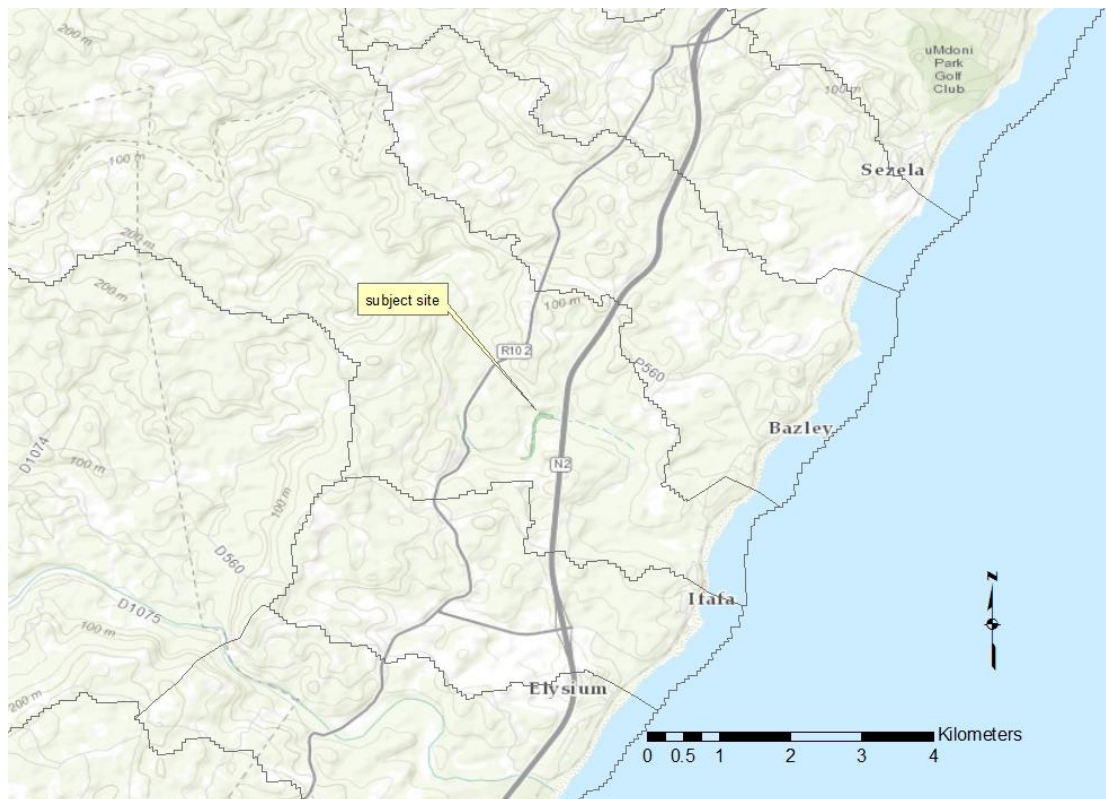 200 m
uMdoni
Park
Golf
Club
100 m
100 m
Sezela
200 m
200 m
subject site
100 m
R102
P560
Bazley
D1074
100 m
N2
100 m
D560
Ifafa
D1075
100 m
N
Elysium
200 m
Kilometers
0 0.5 1 2 3 4